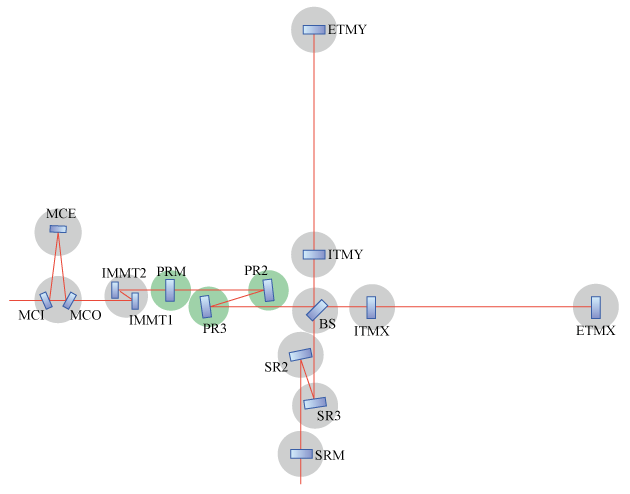 ETMY
MCE
ITMY
IMMT2
PRM
PR2
MCI
MCO
IMMT1
PR3
BS
ITMX
ETMX
SR2
SR3
SRM